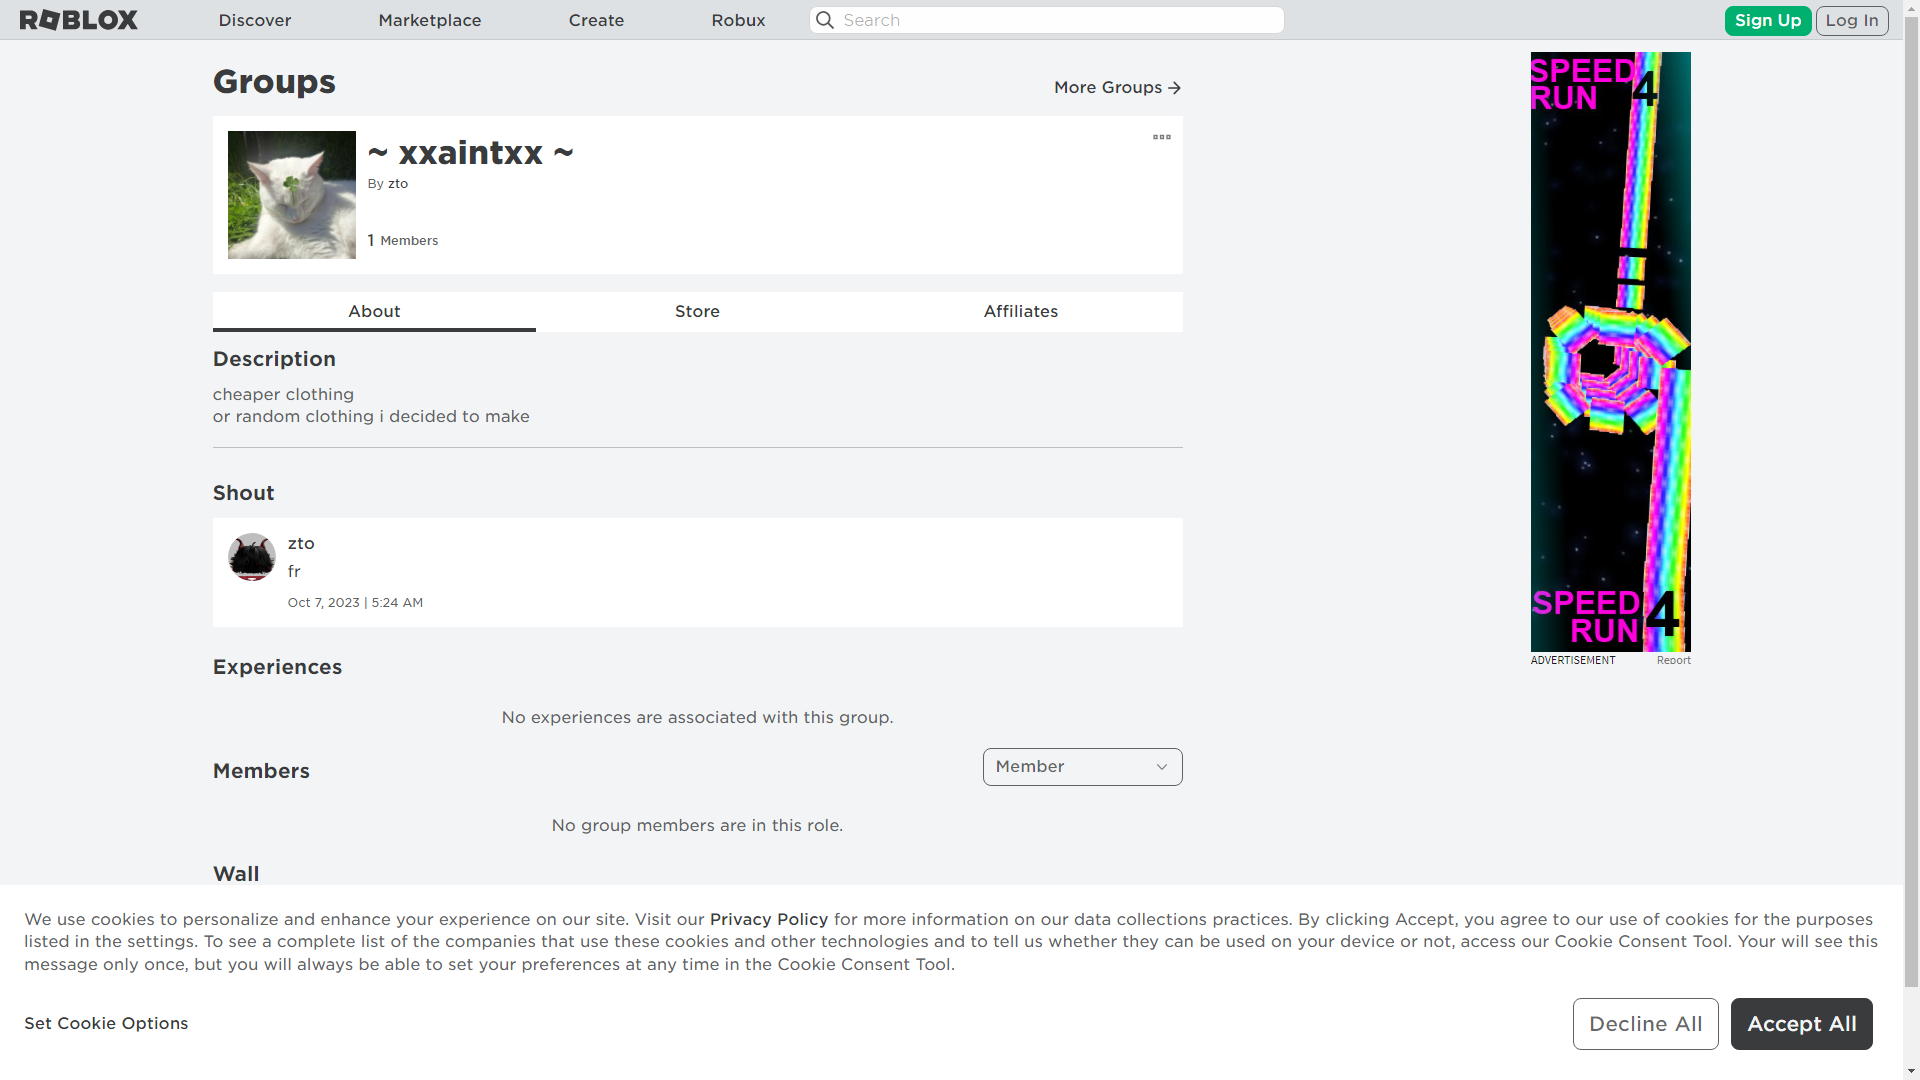 ROBLOX
Discover
Marketplace
Create
Robux
Search
Sign Up
Log In
Groups
More Groups
~ xxaintxx ~
By zto
1 Members
About
Store
Affiliates
Description
cheaper clothing
or random clothing i decided to make
Shout
zto
fr
Oct 7, 2023 | 5:24 AM
Experiences
No experiences are associated with this group.
Members
Member
No group members are in this role.
Wall
SPEED
RUN 4
SPEED
RUN 4
ADVERTISEMENT
Report
We use cookies to personalize and enhance your experience on our site. Visit our Privacy Policy for more information on our data collections practices. By clicking Accept, you agree to our use of cookies for the purposes
listed in the settings. To see a complete list of the companies that use these cookies and other technologies and to tell us whether they can be used on your device or not, access our Cookie Consent Tool. Your will see this
message only once, but you will always be able to set your preferences at any time in the Cookie Consent Tool.
Set Cookie Options
Decline All
Accept All